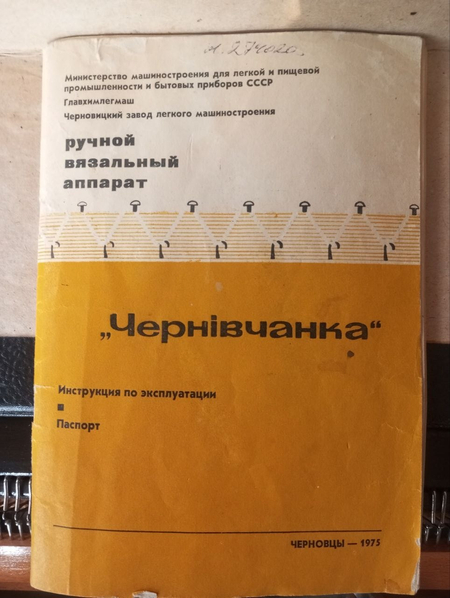 Министерство машиностроения для легкой и пищевой
промышленности и бытовых приборов СССР
Главхимлегмаш
Черновицкий завод легкого машиностроения
ручной
вязальный
аппарат
„Чернiвчанка“
Инструкция по эксплуатации
Паспорт
ЧЕРНОВЦЫ — 1975